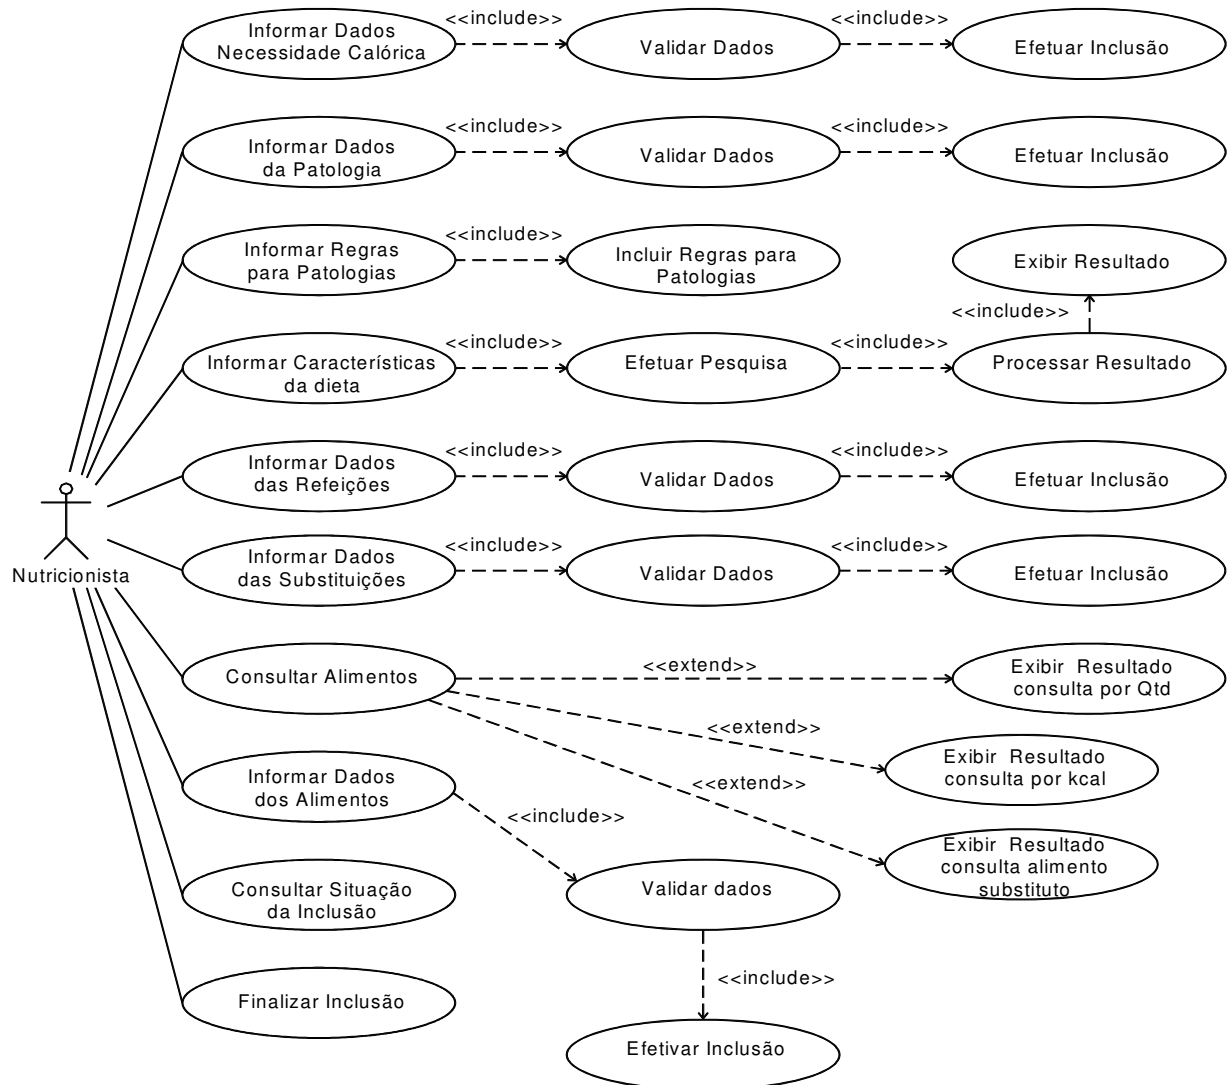 <<include>>
<<include>>
Informar Dados
Necessidade Calórica
Validar Dados
Efetuar Inclusão
<<include>>
<<include>>
Informar Dados
da Patologia
Validar Dados
Efetuar Inclusão
<<include>>
Informar Regras
para Patologias
Incluir Regras para
Patologias
Exibir Resultado
<<include>>
<<include>>
<<include>>
Informar Características
da dieta
Efetuar Pesquisa
Processar Resultado
<<include>>
<<include>>
Informar Dados
das Refeições
Validar Dados
Efetuar Inclusão
<<include>>
<<include>>
Informar Dados
das Substituições
Validar Dados
Efetuar Inclusão
Nutricionista
Consultar Alimentos
<<extend>>
Exibir Resultado
consulta por Qtd
<<extend>>
Exibir Resultado
consulta por kcal
<<extend>>
Exibir Resultado
consulta alimento
substituto
Informar Dados
dos Alimentos
<<include>>
Validar dados
Consultar Situação
da Inclusão
<<include>>
Finalizar Inclusão
Efetivar Inclusão